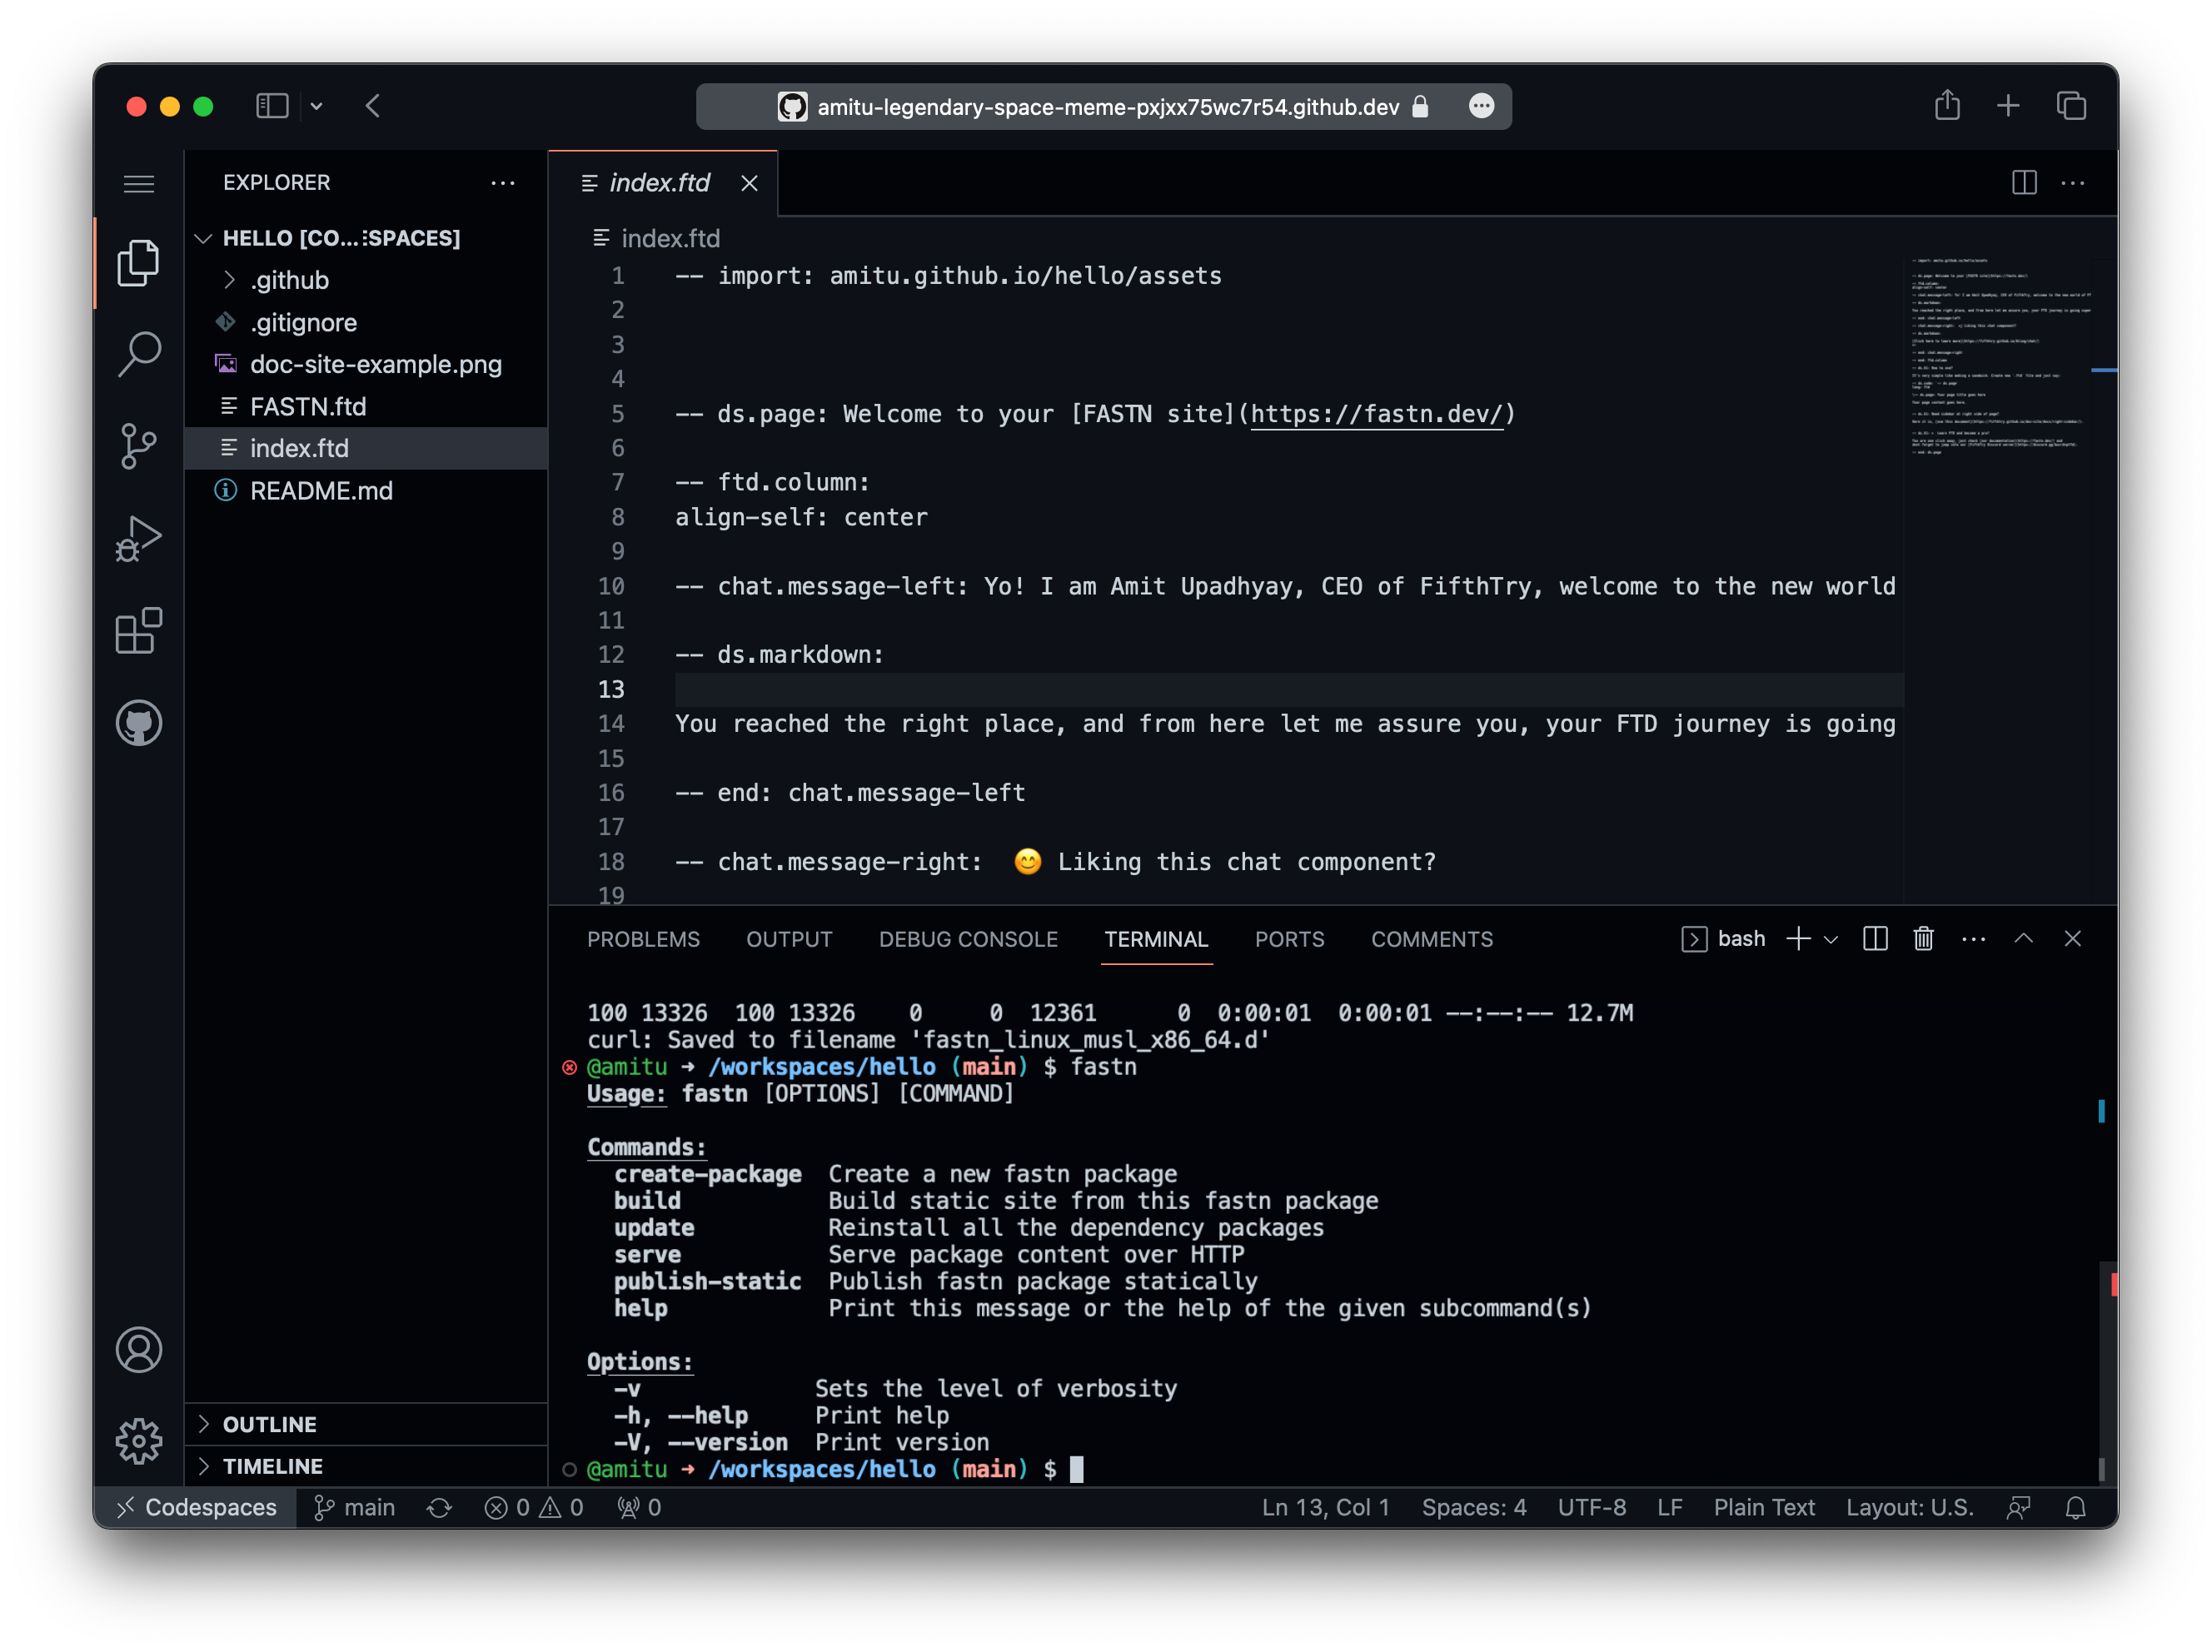 amitu-legendary-space-meme-pxjxx75wc7r54.github.dev
EXPLORER
HELLO [CO...ESPACES]
.github
.gitignore
doc-site-example.png
FASTN.ftd
index.ftd
README.md
OUTLINE
TIMELINE
index.ftd
index.ftd
1 -- import: amitu.github.io/hello/assets
2
3
4
5 -- ds.page: Welcome to your [FASTN site](https://fastn.dev/)
6
7 -- ftd.column:
8 align-self: center
9
10 -- chat.message-left: Yo! I am Amit Upadhyay, CEO of FifthTry, welcome to the new world
11
12 -- ds.markdown:
13
14 You reached the right place, and from here let me assure you, your FTD journey is going
15
16 -- end: chat.message-left
17
18 -- chat.message-right:  😊 Liking this chat component?
19
PROBLEMS OUTPUT DEBUG CONSOLE TERMINAL PORTS COMMENTS bash
100 13326  100 13326    0     0  12361      0  0:00:01  0:00:01 --:--:-- 12.7M
curl: Saved to filename 'fastn_linux_musl_x86_64.d'
@amitu ➜ /workspaces/hello (main) $ fastn
Usage: fastn [OPTIONS] [COMMAND]
Commands:
create-package  Create a new fastn package
build           Build static site from this fastn package
update          Reinstall all the dependency packages
serve           Serve package content over HTTP
publish-static  Publish fastn package statically
help            Print this message or the help of the given subcommand(s)
Options:
-v             Sets the level of verbosity
-h, --help     Print help
-V, --version  Print version
@amitu ➜ /workspaces/hello (main) $
Codespaces main 0 0 0 Ln 13, Col 1 Spaces: 4 UTF-8 LF Plain Text Layout: U.S.